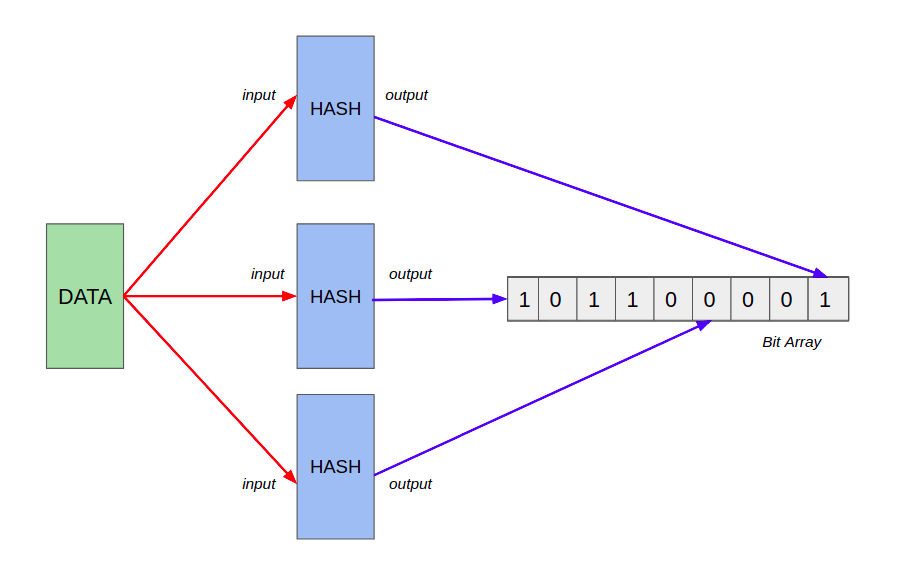 input
HASH
output
DATA
input
HASH
output
1 0 1 1 0 0 0 0 1
Bit Array
input
HASH
output